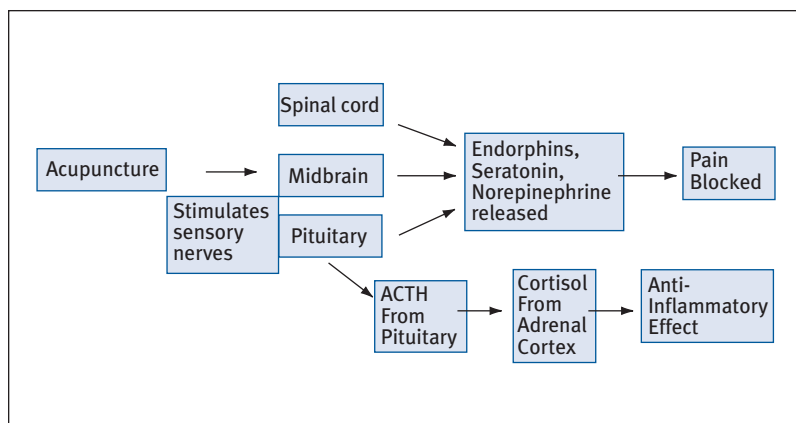 Spinal cord
Acupuncture
Midbrain
Stimulates
sensory
nerves
Pituitary
Endorphins,
Seratonin,
Norepinephrine
released
Pain
Blocked
ACTH
From
Pituitary
Cortisol
From
Adrenal
Cortex
Anti-
Inflammatory
Effect